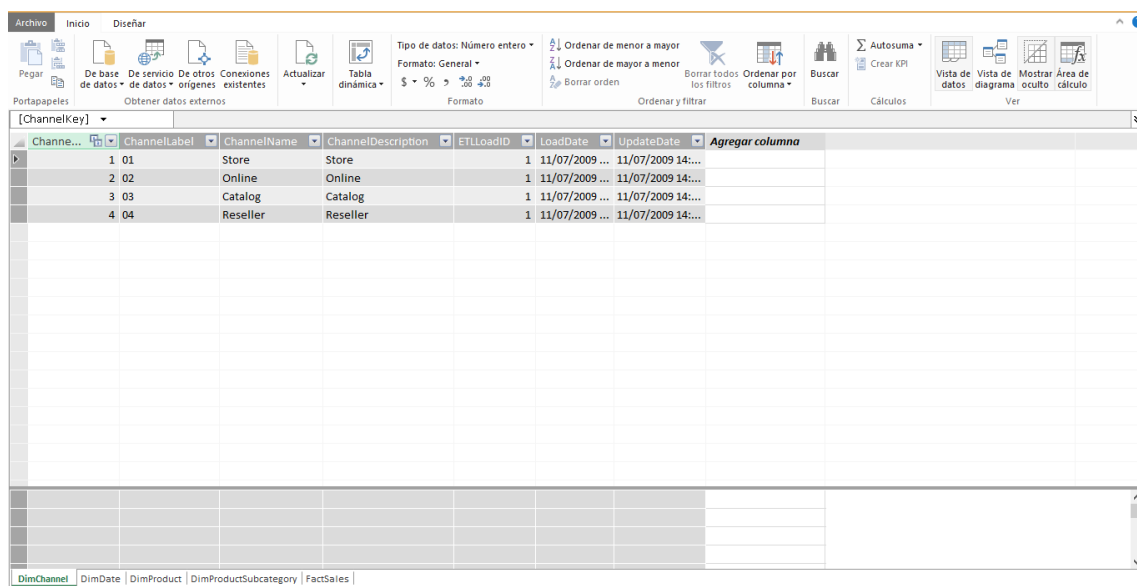 Archivo Inicio Diseñar
Pegar
De base de datos
De servicio de datos
De otros orígenes
Conexiones existentes
Actualizar
Tabla dinámica
Tipo de datos: Número entero
Formato: General
$ % 9 .00
Ordenar de menor a mayor
Ordenar de mayor a menor
Borrar orden
Borrar todos los filtros
Ordenar por columna
Buscar
Autosuma
Crear KPI
Vista de datos
Vista de diagrama
Mostrar oculto
Área de cálculo
Portapapeles Obtener datos externos Formato Ordenar y filtrar Buscar Cálculos Ver
[ChannelKey]
Channe... ChannelLabel ChannelName ChannelDescription ETLLoadID LoadDate UpdateDate Agregar columna
1 01 Store Store 1 11/07/2009 ... 11/07/2009 14:...
2 02 Online Online 1 11/07/2009 ... 11/07/2009 14:...
3 03 Catalog Catalog 1 11/07/2009 ... 11/07/2009 14:...
4 04 Reseller Reseller 1 11/07/2009 ... 11/07/2009 14:...
DimChannel DimDate DimProduct DimProductSubcategory FactSales